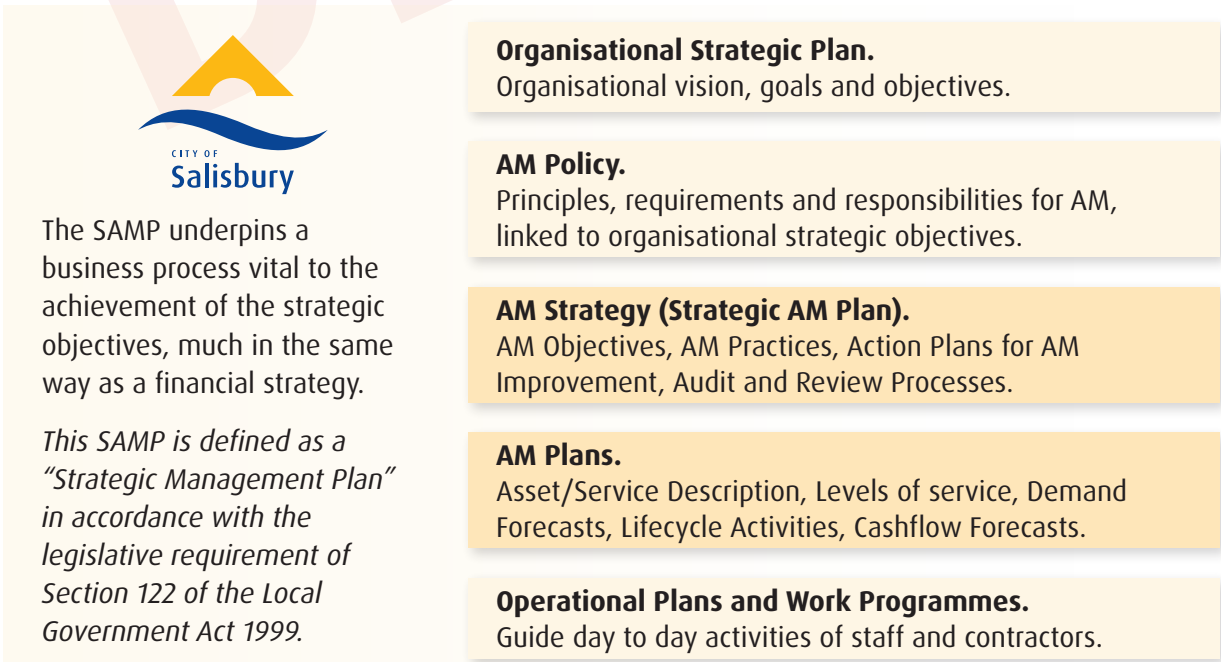 CITY OF
Salisbury
The SAMP underpins a
business process vital to the
achievement of the strategic
objectives, much in the same
way as a financial strategy.
This SAMP is defined as a
“Strategic Management Plan”
in accordance with the
legislative requirement of
Section 122 of the Local
Government Act 1999.
Organisational Strategic Plan.
Organisational vision, goals and objectives.
AM Policy.
Principles, requirements and responsibilities for AM,
linked to organisational strategic objectives.
AM Strategy (Strategic AM Plan).
AM Objectives, AM Practices, Action Plans for AM
Improvement, Audit and Review Processes.
AM Plans.
Asset/Service Description, Levels of service, Demand
Forecasts, Lifecycle Activities, Cashflow Forecasts.
Operational Plans and Work Programmes.
Guide day to day activities of staff and contractors.